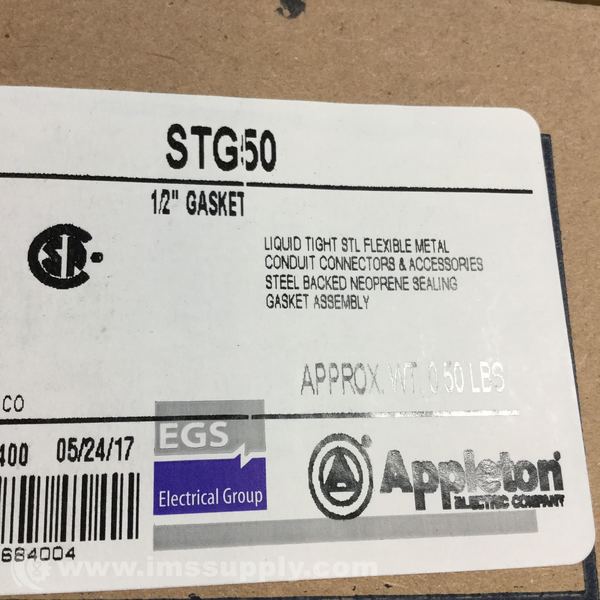 STG50
1/2" GASKET
LIQUID TIGHT STL FLEXIBLE METAL
CONDUIT CONNECTORS & ACCESSORIES
STEEL BACKED NEOPRENE SEALING
GASKET ASSEMBLY
APPROX. WT. 0.50 LBS
CO
400 05/24/17
684004
EGS
Electrical Group
Appleton
ELECTRIC COMPANY
www.imssupply.com